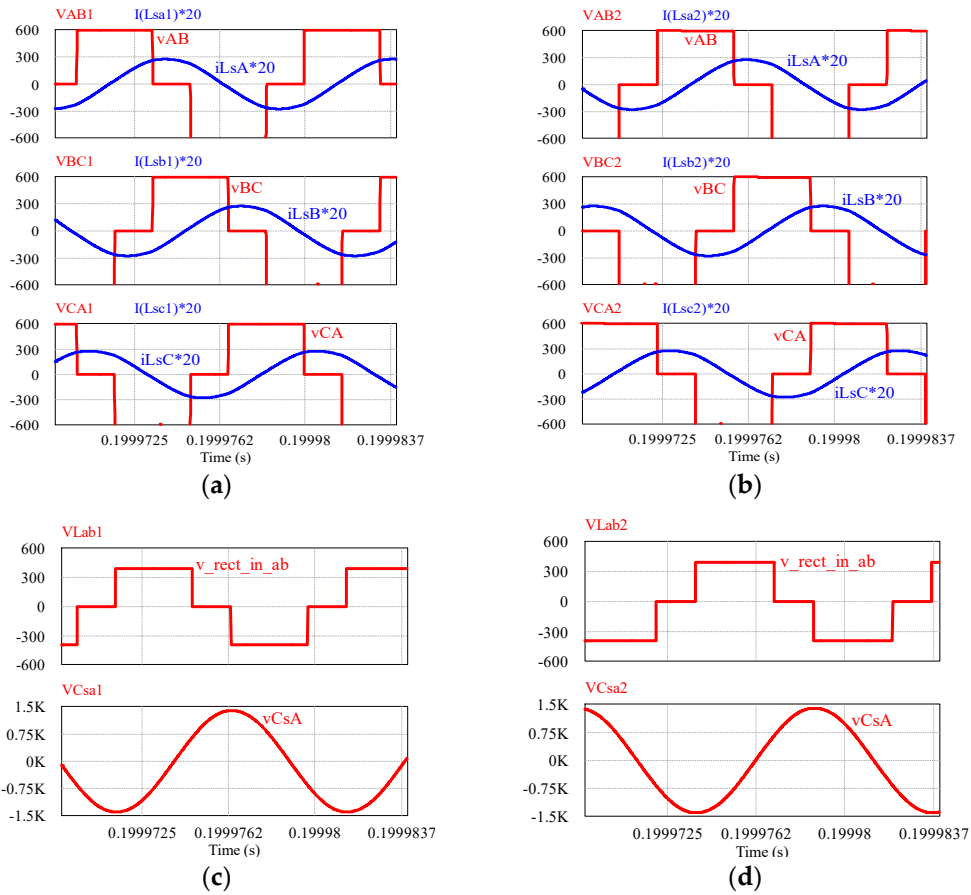 VAB1 I(Lsa1)*20
600
300
0
-300
-600
vAB
iLsA*20
VBC1 I(Lsb1)*20
600
300
0
-300
-600
vBC
iLsB*20
VCA1 I(Lsc1)*20
600
300
0
-300
-600
vCA
iLsC*20
0.1999725 0.1999762 0.19998 0.1999837
Time (s)
(a)
VAB2 I(Lsa2)*20
600
300
0
-300
-600
vAB
iLsA*20
VBC2 I(Lsb2)*20
600
300
0
-300
-600
vBC
iLsB*20
VCA2 I(Lsc2)*20
600
300
0
-300
-600
vCA
iLsC*20
0.1999725 0.1999762 0.19998 0.1999837
Time (s)
(b)
VLab1
600
300
0
-300
-600
v_rect_in_ab
VCsa1
1.5K
0.75K
0K
-0.75K
-1.5K
vCsA
0.1999725 0.1999762 0.19998 0.1999837
Time (s)
(c)
VLab2
600
300
0
-300
-600
v_rect_in_ab
VCsa2
1.5K
0.75K
0K
-0.75K
-1.5K
vCsA
0.1999725 0.1999762 0.19998 0.1999837
Time (s)
(d)